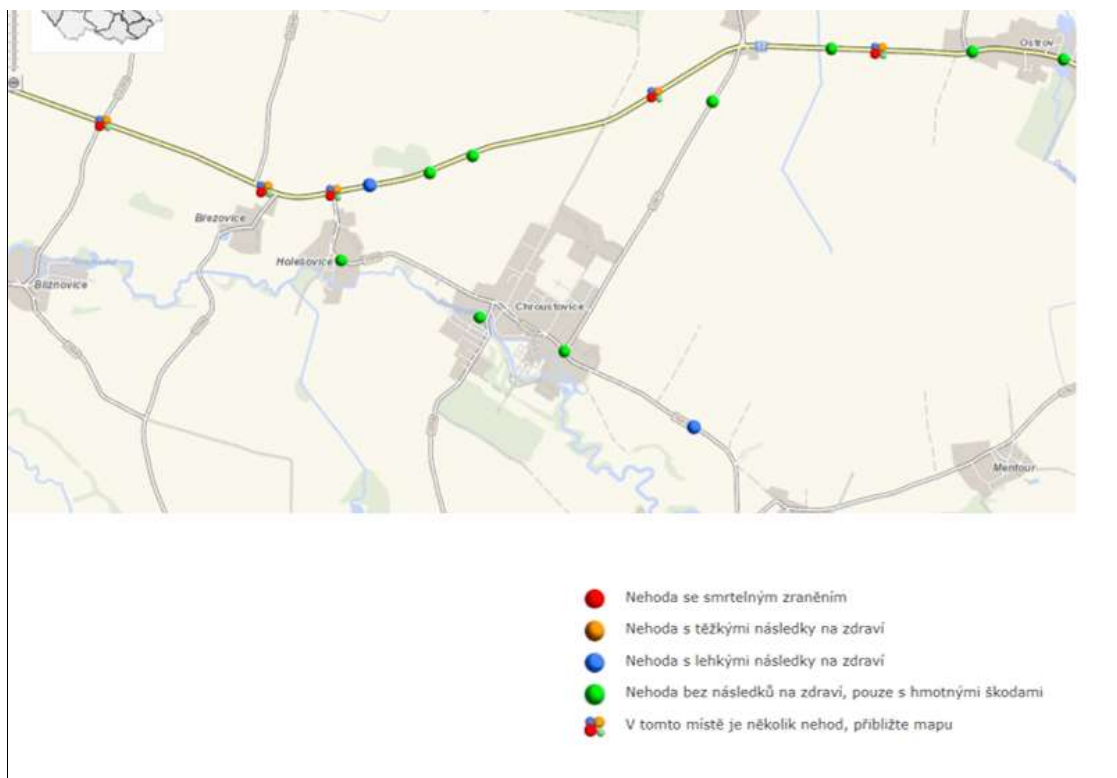 Ostrov
Březovice
Holešovice
Bliznovice
Chroustovice
Mentour
Nehoda se smrtelným zraněním
Nehoda s těžkými následky na zdraví
Nehoda s lehkými následky na zdraví
Nehoda bez následků na zdraví, pouze s hmotnými škodami
V tomto místě je několik nehod, přibližte mapu